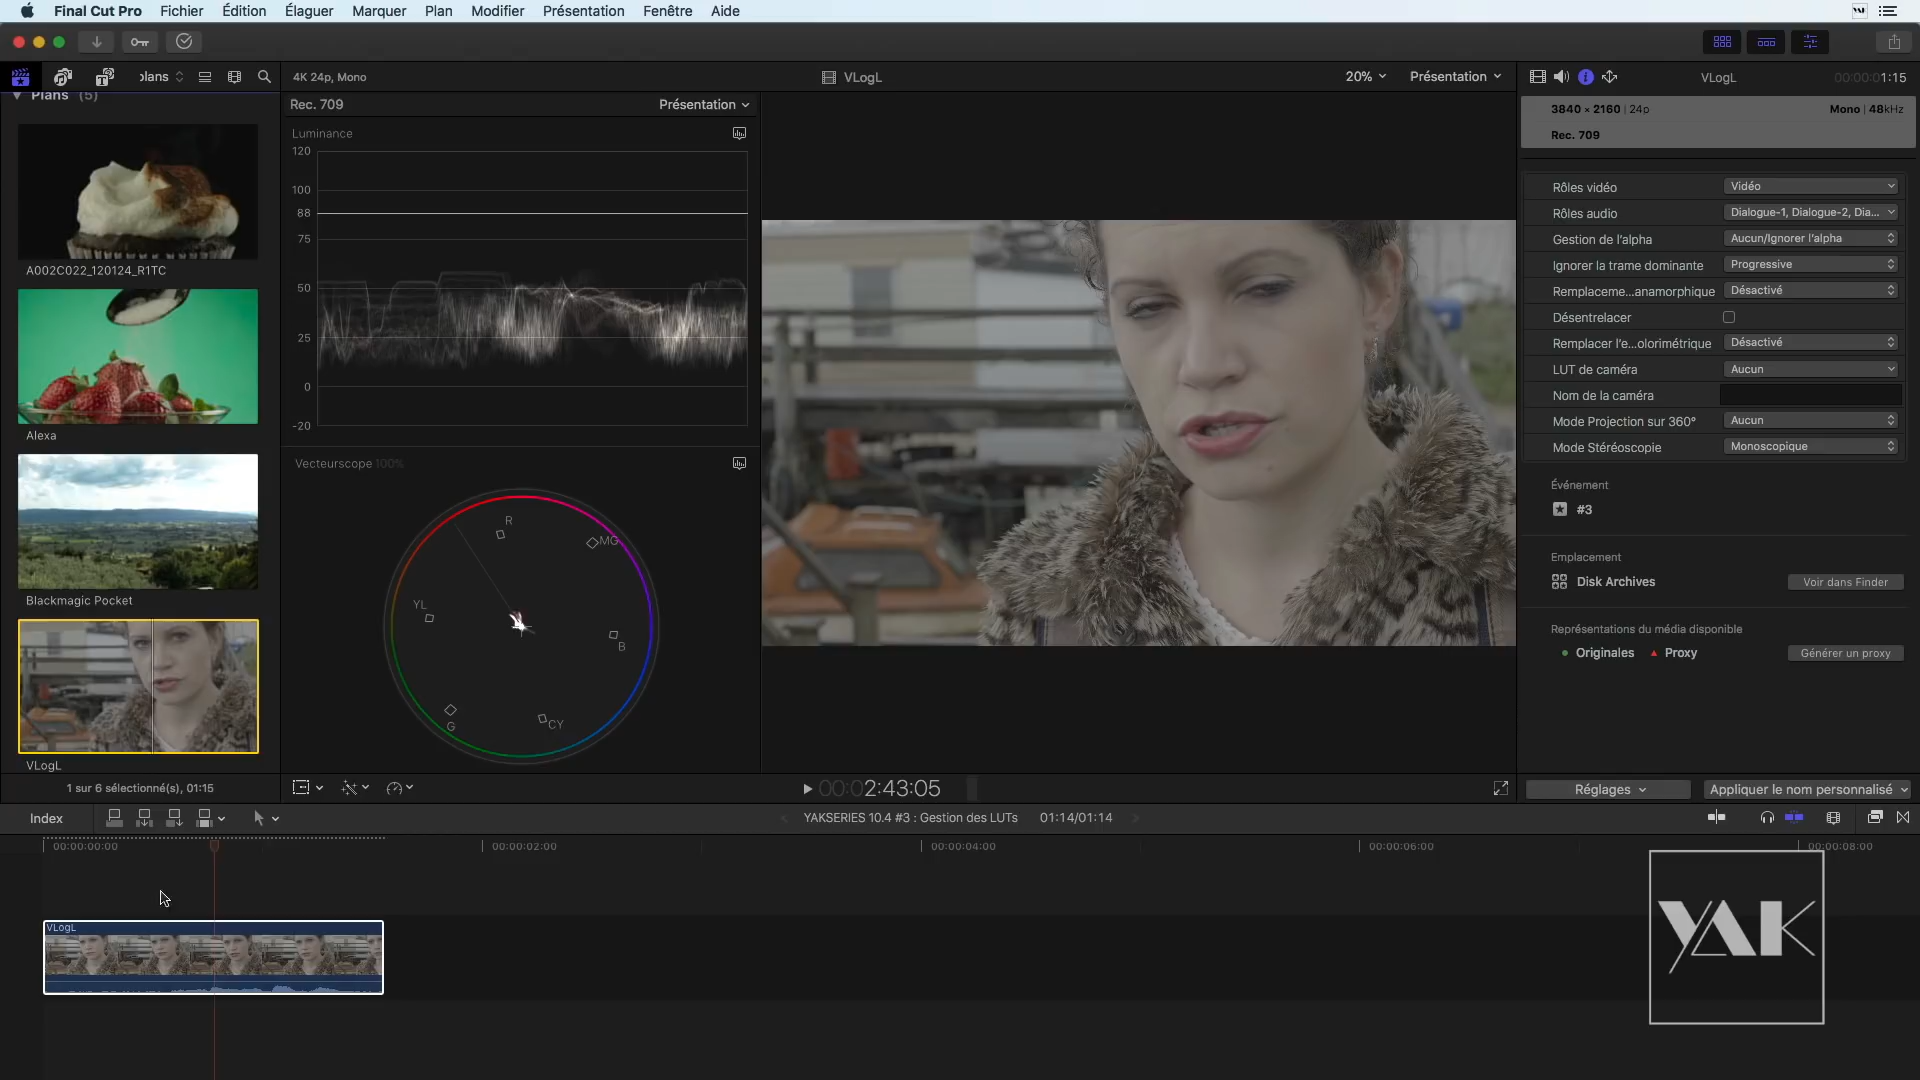 Final Cut Pro Fichier Édition Élaguer Marquer Plan Modifier Présentation Fenêtre Aide
plans
4K 24p, Mono
VLogL
20% Présentation
VLogL
00:00:01:15
Plans (5)
A002C022_120124_R1TC
Alexa
Blackmagic Pocket
VLogL
1 sur 6 sélectionné(s), 01:15
Rec. 709
Présentation
Luminance
120
100
88
75
50
25
0
-20
Vecteurscope 100%
R
MG
YL
B
G
CY
3840 × 2160 | 24p
Mono | 48kHz
Rec. 709
Rôles vidéo Vidéo
Rôles audio Dialogue-1, Dialogue-2, Dia...
Gestion de l'alpha Aucun/Ignorer l'alpha
Ignorer la trame dominante Progressive
Remplaceme...anamorphique Désactivé
Désentrelacer
Remplacer l'e...olorimétrique Désactivé
LUT de caméra Aucun
Nom de la caméra
Mode Projection sur 360° Aucun
Mode Stéréoscopie Monoscopique
Événement
#3
Emplacement
Disk Archives Voir dans Finder
Représentations du média disponible
Originales Proxy Générer un proxy
00:002:43:05
Réglages Appliquer le nom personnalisé
Index
YAKSERIES 10.4 #3 : Gestion des LUTs 01:14/01:14
00:00:00:00 00:00:02:00 00:00:04:00 00:00:06:00 00:00:08:00
VLogL
YAK